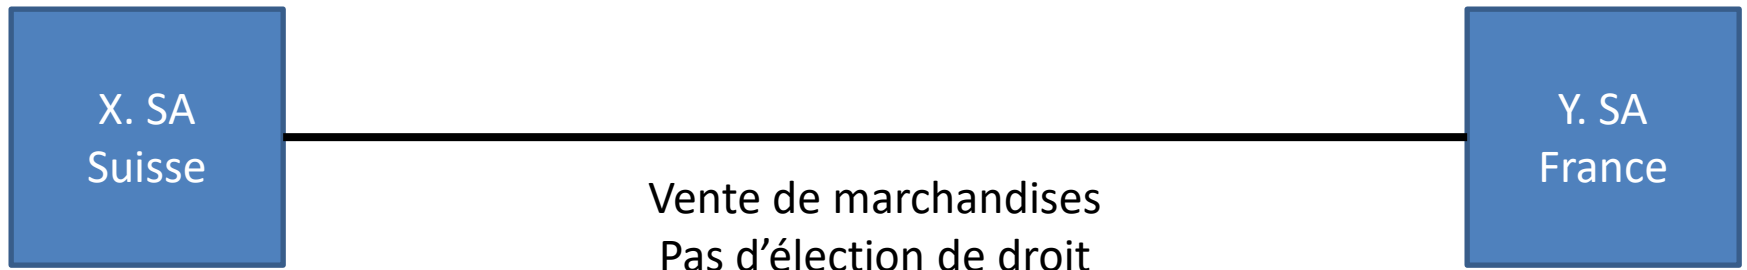 X. SA
Suisse
Vente de marchandises
Pas d’élection de droit
Y. SA
France